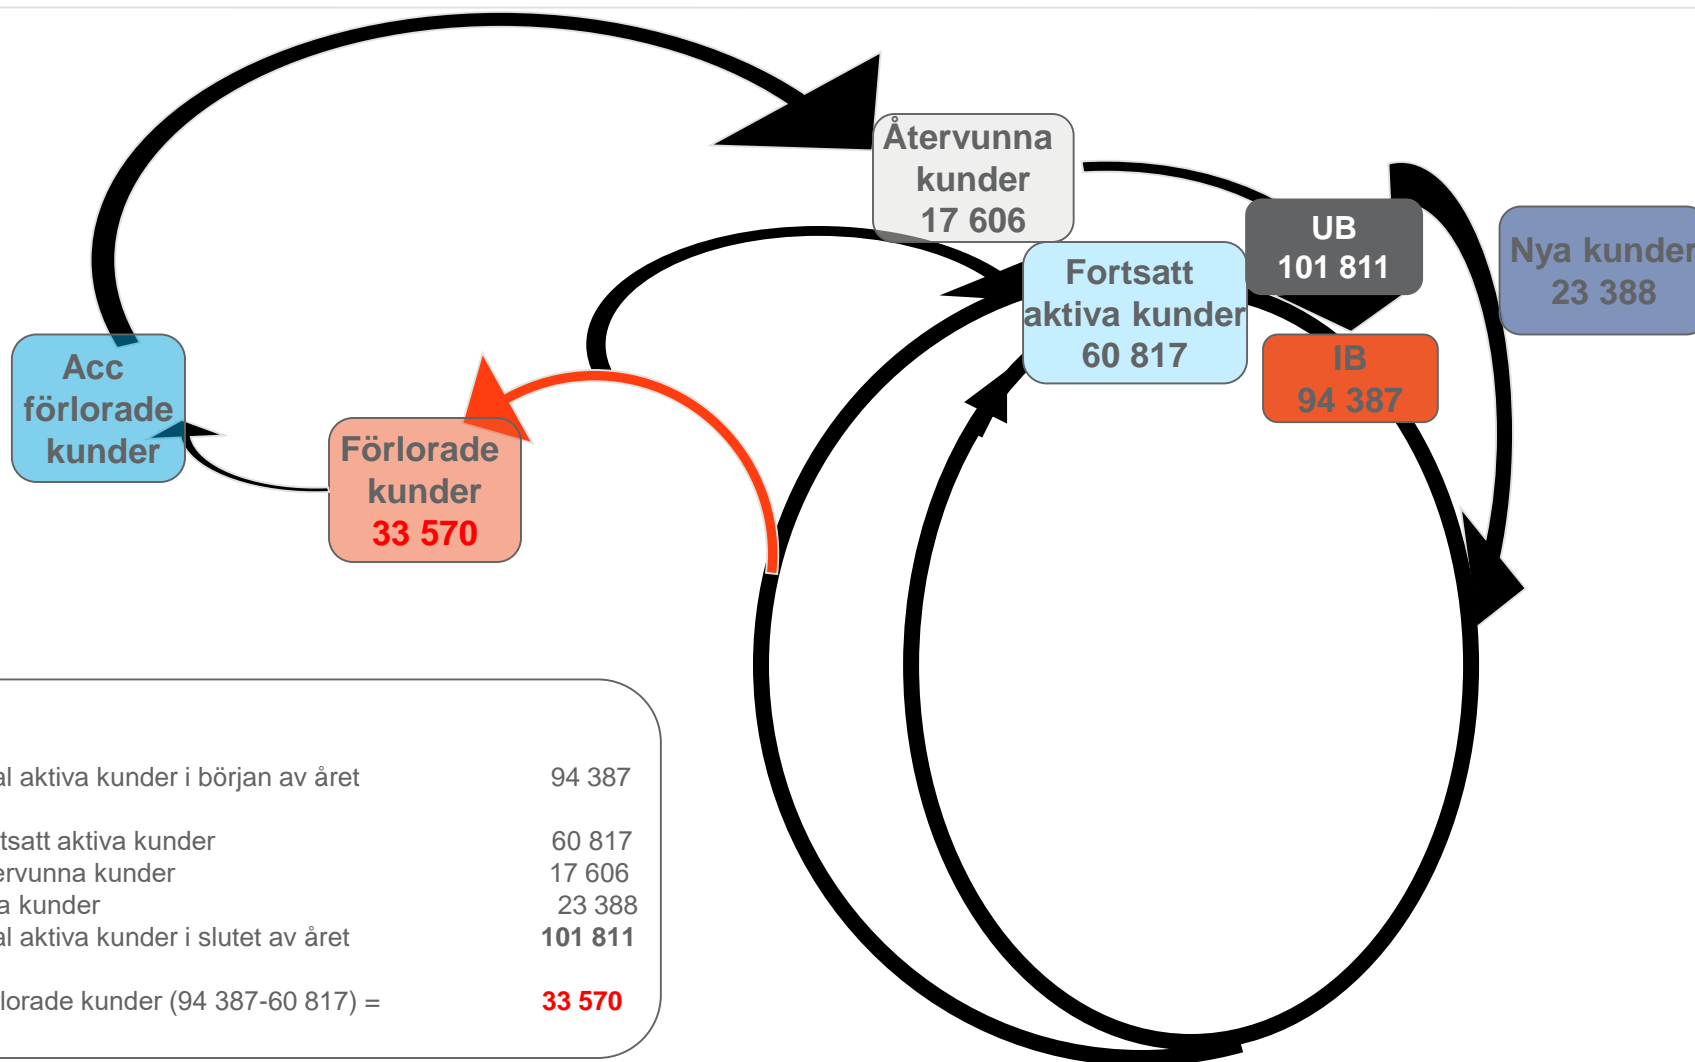 Återvunna
kunder
17 606
UB
101 811
Nya kunder
23 388
Fortsatt
aktiva kunder
60 817
IB
94 387
Acc
förlorade
kunder
Förlorade
kunder
33 570
al aktiva kunder i början av året 94 387
tsatt aktiva kunder 60 817
ervunna kunder 17 606
a kunder 23 388
al aktiva kunder i slutet av året 101 811
lorade kunder (94 387-60 817) = 33 570